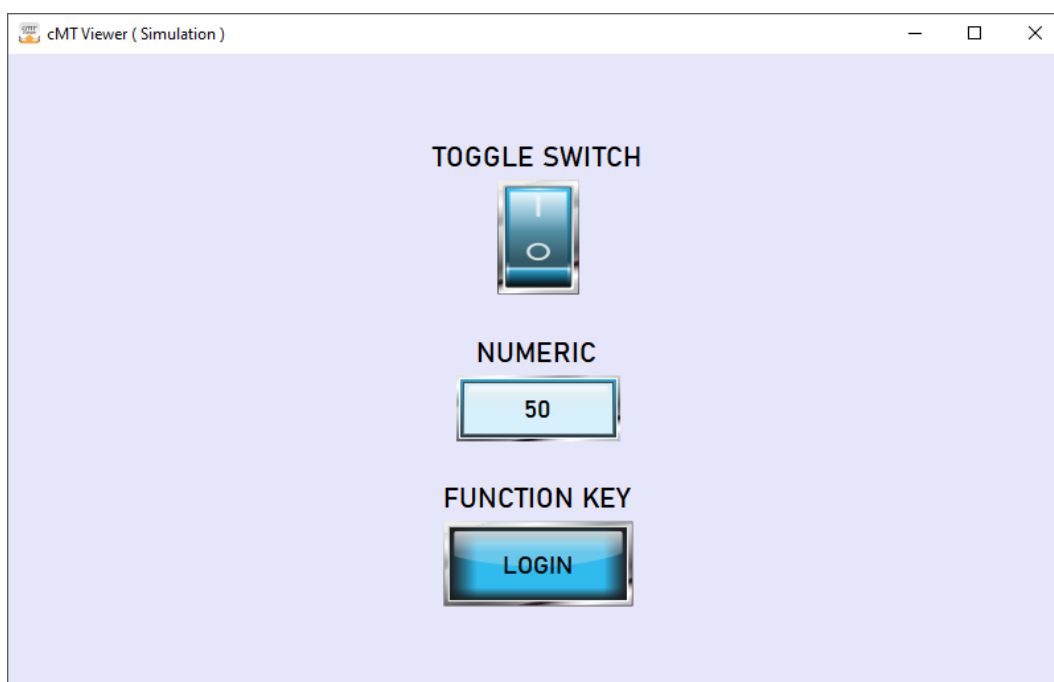 cMT Viewer ( Simulation )
TOGGLE SWITCH
I
O
NUMERIC
50
FUNCTION KEY
LOGIN